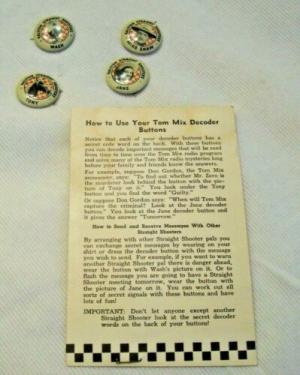 WASH
MIKE SHAW
TONY
JANE
How to Use Your Tom Mix Decoder
Buttons
Notice that each of your decoder buttons has a
secret code word on the back. With these buttons
you can decode important messages that will be read
from time to time over the Tom Mix radio program
and solve many of the Tom Mix radio mysteries long
before your family and friends know the answers.
For example, suppose Don Gordon, the Tom Mix
announcer, says: "To find out whether Mr. Zero is
the murderer look behind the button with the pic-
ture of Tony on it." You look under the Tony
button and you find the word "Guilty."
Or suppose Don Gordon says: "When will Tom Mix
capture the criminal? Look at the Jane decoder
button." You look at the Jane decoder button and
it gives the answer "Tomorrow."
How to Send and Receive Messages With Other
Straight Shooters
By arranging with other Straight Shooter pals you
can exchange secret messages by wearing on your
shirt or dress the decoder button with the message
you wish to send. For example, if you want to warn
another Straight Shooter pal there is danger ahead,
wear the button with Wash's picture on it. Or to
flash the message you are going to have a Straight
Shooter meeting tomorrow, wear the button with
the picture of Jane on it. You can work out all
sorts of secret signals with these buttons and have
lots of fun!
IMPORTANT: Don't let anyone except another
Straight Shooter look at the secret decoder
words on the back of your buttons!